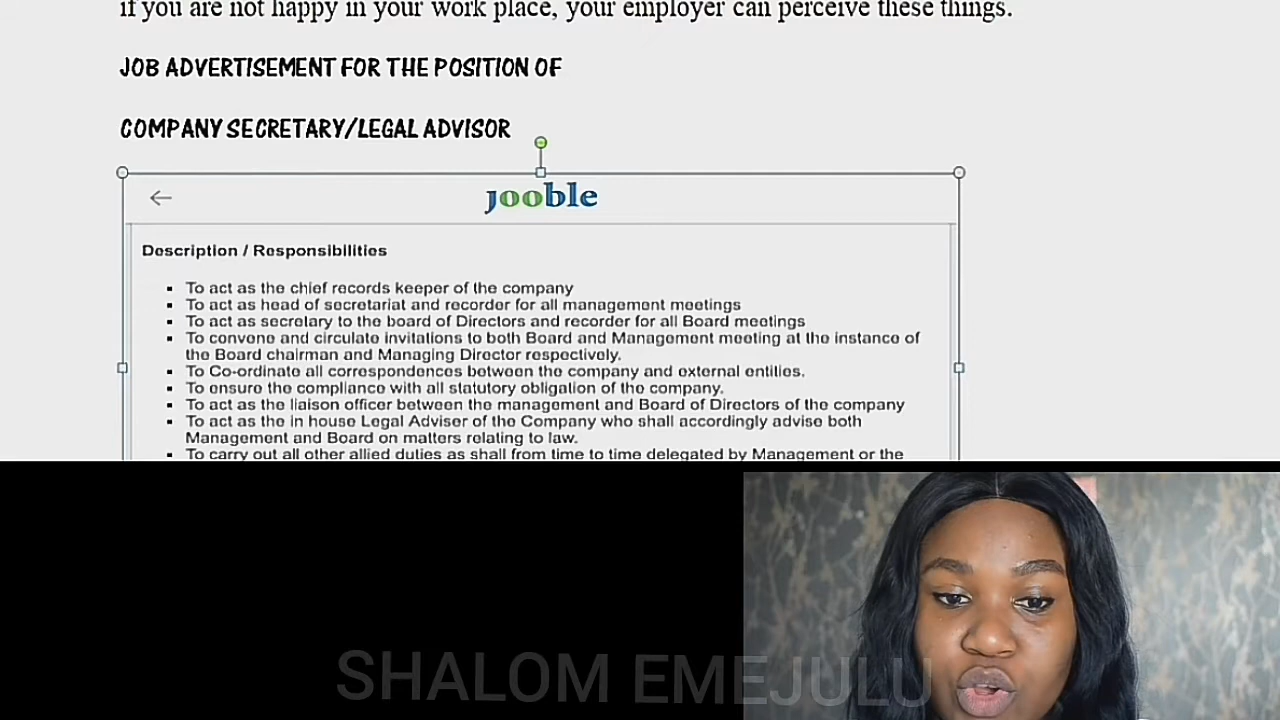 if you are not happy in your work place, your employer can perceive these things.
JOB ADVERTISEMENT FOR THE POSITION OF
COMPANY SECRETARY/LEGAL ADVISOR
jooble
Description / Responsibilities
▪ To act as the chief records keeper of the company
▪ To act as head of secretariat and recorder for all management meetings
▪ To act as secretary to the board of Directors and recorder for all Board meetings
▪ To convene and circulate invitations to both Board and Management meeting at the instance of
the Board chairman and Managing Director respectively.
▪ To Co-ordinate all correspondences between the company and external entities.
▪ To ensure the compliance with all statutory obligation of the company.
▪ To act as the liaison officer between the management and Board of Directors of the company
▪ To act as the in house Legal Adviser of the Company who shall accordingly advise both
Management and Board on matters relating to law.
▪ To carry out all other allied duties as shall from time to time delegated by Management or the
SHALOM EMEJULU